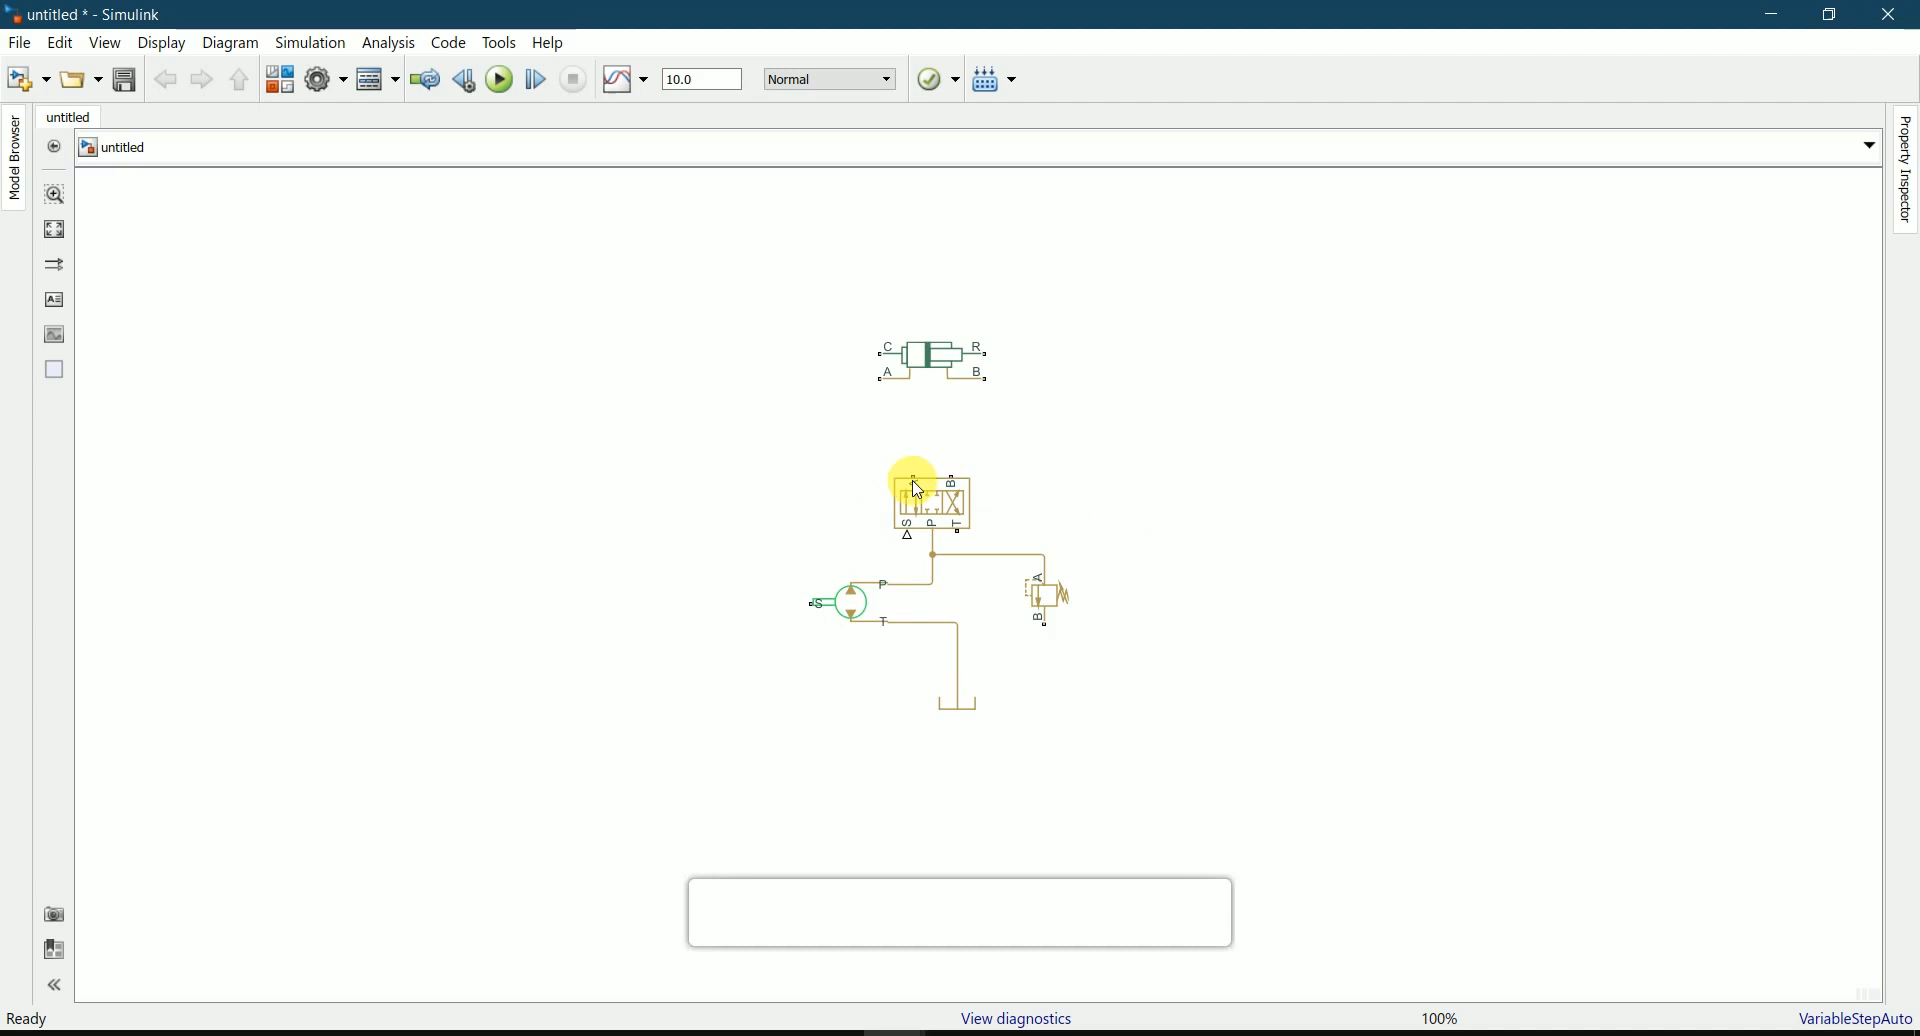 untitled * - Simulink
File Edit View Display Diagram Simulation Analysis Code Tools Help
10.0 Normal
untitled
Model Browser
untitled
Property Inspector
C R
A B
B
S P T
P
A
S
B
T
Ready View diagnostics 100% VariableStepAuto